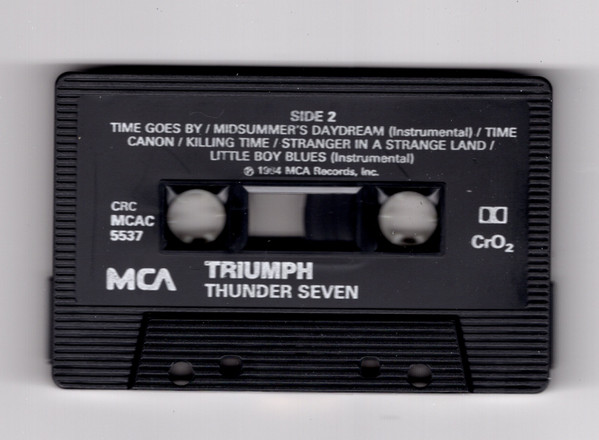 SIDE 2
TIME GOES BY / MIDSUMMER'S DAYDREAM (Instrumental) / TIME
CANON / KILLING TIME / STRANGER IN A STRANGE LAND /
LITTLE BOY BLUES (Instrumental)
℗ 1984 MCA Records, Inc.
CRC
MCAC
5537
CrO₂
MCA
TRIUMPH
THUNDER SEVEN